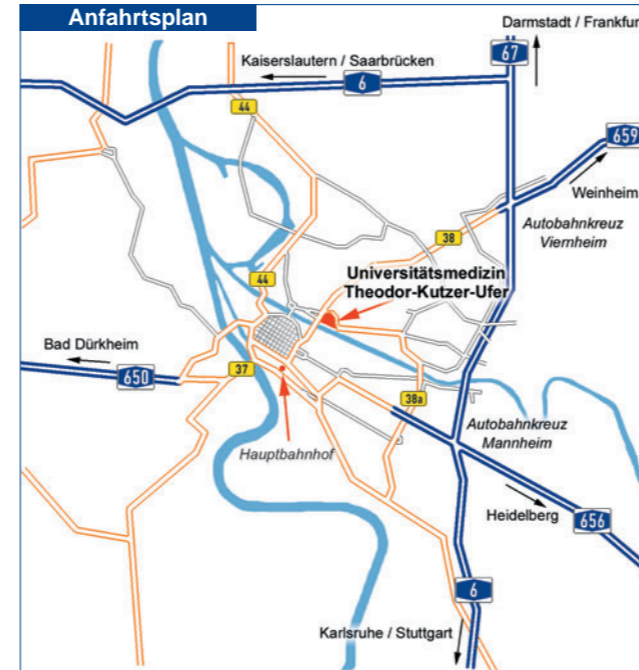 Anfahrtsplan
Darmstadt / Frankfur
67
Kaiserslautern / Saarbrücken
6
44
659
Weinheim
38
Autobahnkreuz
Viernheim
Universitätsmedizin
Theodor-Kutzer-Ufer
44
Bad Dürkheim
650
37
38a
Hauptbahnhof
Autobahnkreuz
Mannheim
Heidelberg
656
6
Karlsruhe / Stuttgart